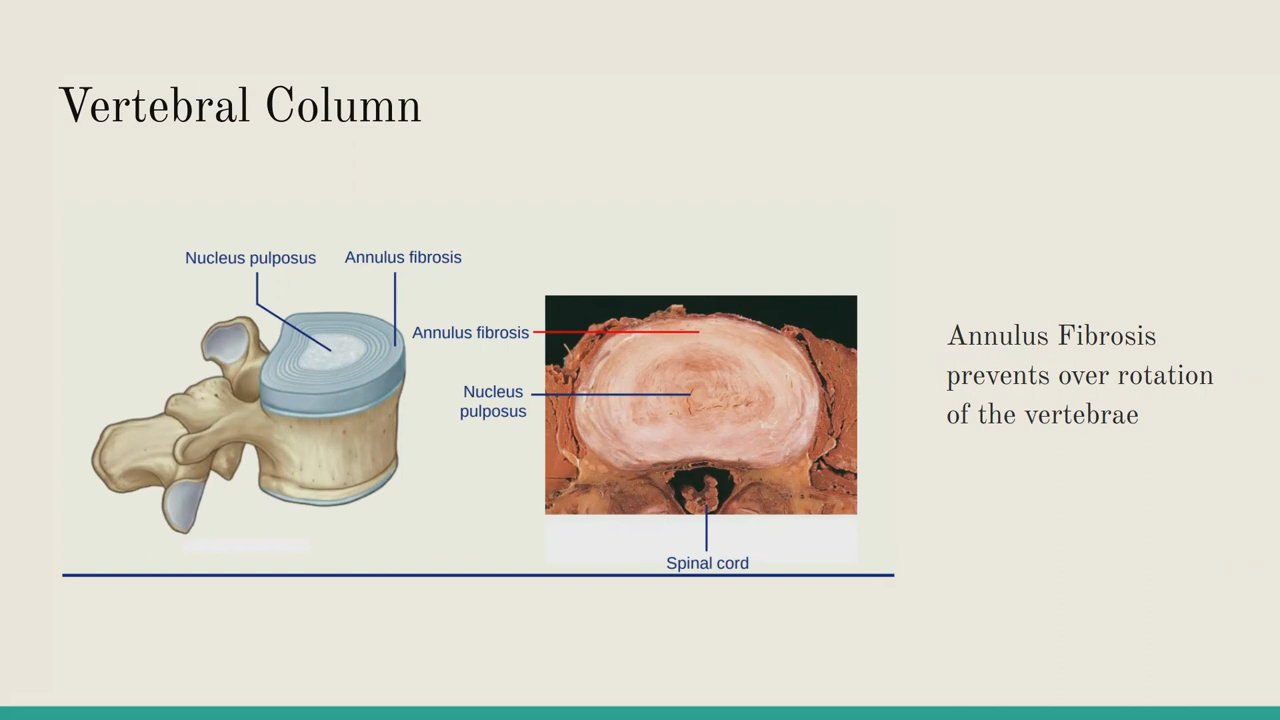 Vertebral Column
Nucleus pulposus
Annulus fibrosis
Annulus fibrosis
Nucleus
pulposus
Spinal cord
Annulus Fibrosis
prevents over rotation
of the vertebrae